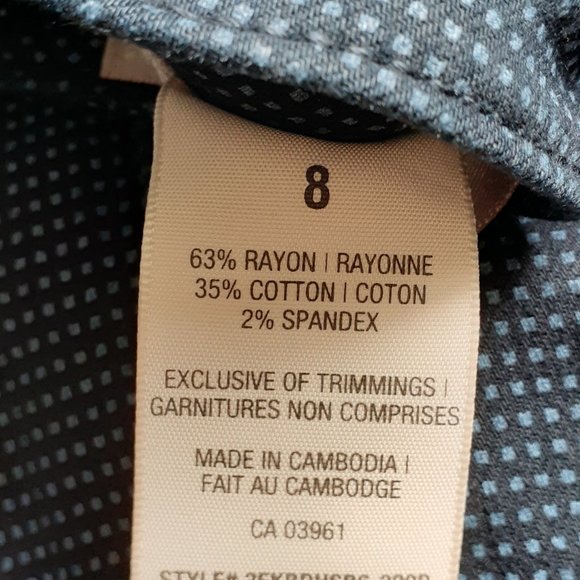 8
63% RAYON | RAYONNE
35% COTTON | COTON
2% SPANDEX
EXCLUSIVE OF TRIMMINGS |
GARNITURES NON COMPRISES
MADE IN CAMBODIA |
FAIT AU CAMBODGE
CA 03961
STYLE#